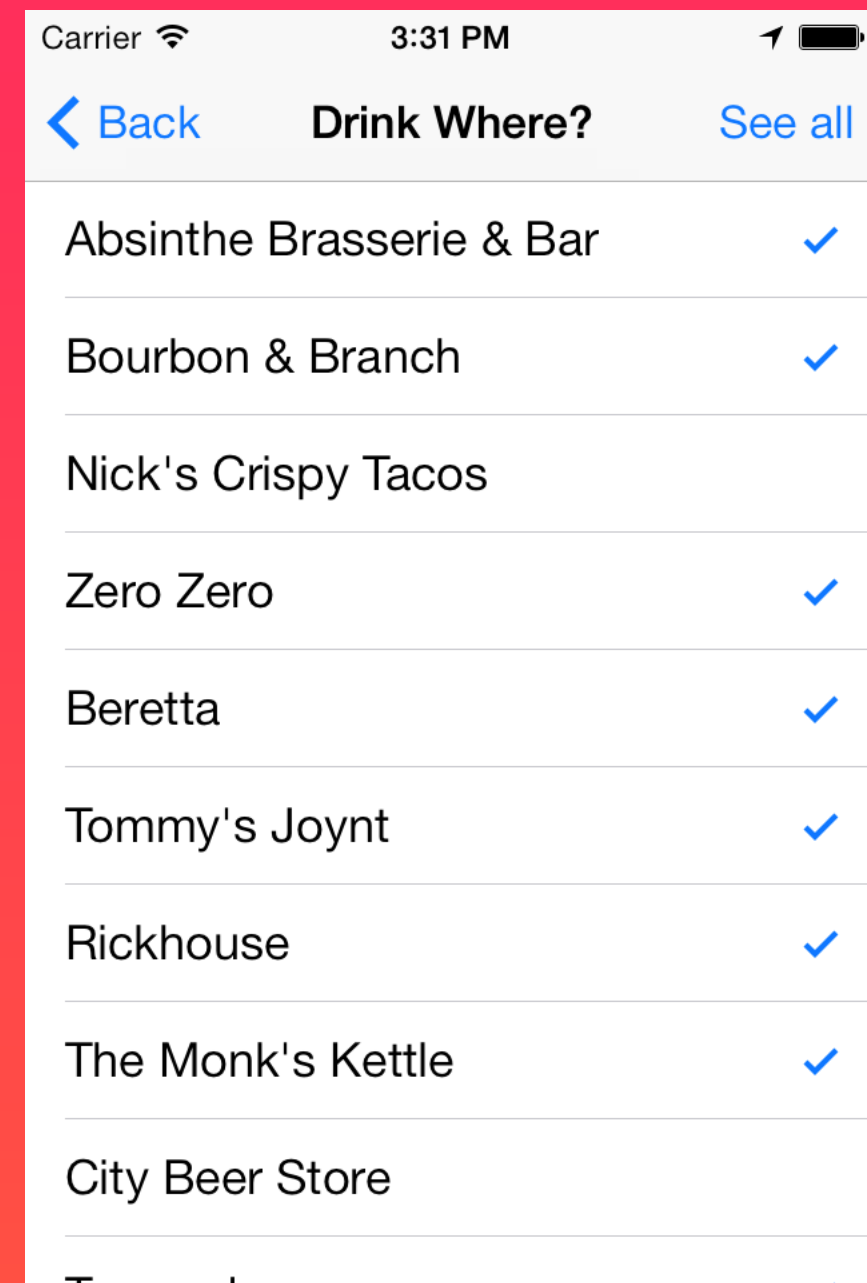 Carrier 3:31 PM
Back Drink Where? See all
Absinthe Brasserie & Bar
Bourbon & Branch
Nick's Crispy Tacos
Zero Zero
Beretta
Tommy's Joynt
Rickhouse
The Monk's Kettle
City Beer Store